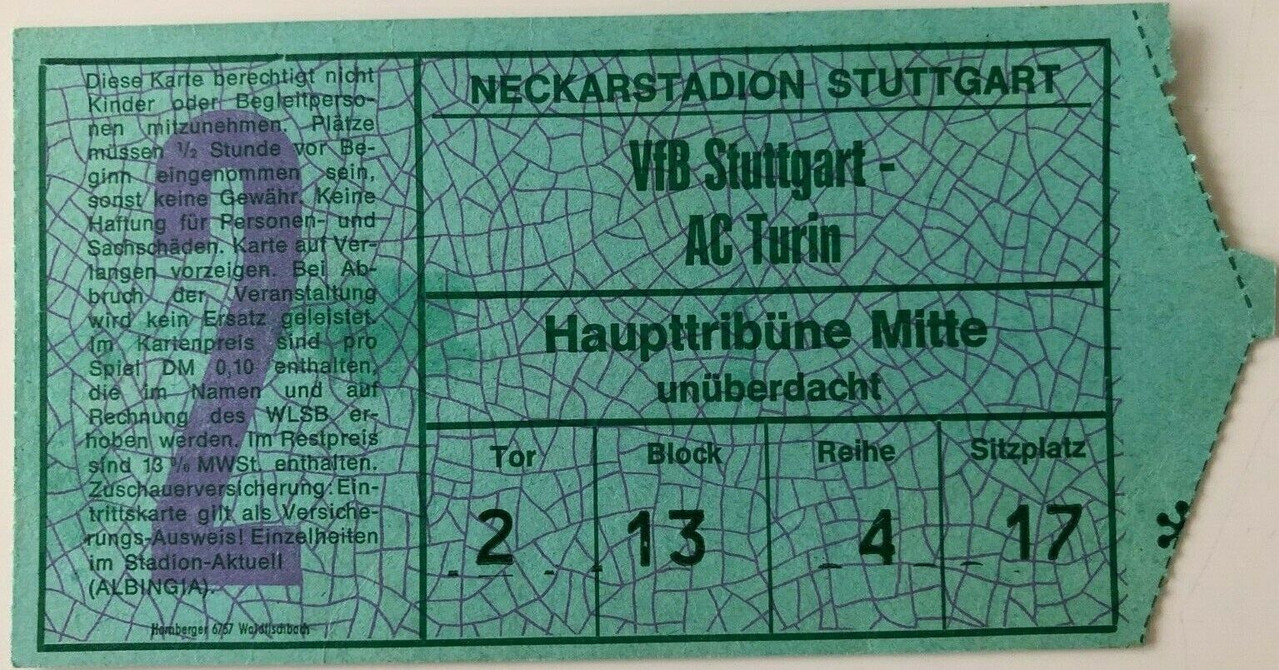 Diese Karte berechtigt nicht
Kinder oder Begleitperso-
nen mitzunehmen. Plätze
müssen ½ Stunde vor Be-
ginn eingenommen sein,
sonst keine Gewähr. Keine
Haftung für Personen- und
Sachschäden. Karte auf Ver-
langen vorzeigen. Bei Ab-
bruch der Veranstaltung
wird kein Ersatz geleistet.
Im Kartenpreis sind pro
Spiel DM 0,10 enthalten,
die im Namen und auf
Rechnung des WLSB er-
hoben werden. Im Restpreis
sind 13 % MWSt. enthalten.
Zuschauerversicherung: Ein-
trittskarte gilt als Versiche-
rungs-Ausweis! Einzelheiten
im Stadion-Aktuell
(ALBINGIA).
2
Hamberger 6757 Waldfischbach
NECKARSTADION STUTTGART
VfB Stuttgart -
AC Turin
Haupttribüne Mitte
unüberdacht
Tor Block Reihe Sitzplatz
2 13 4 17